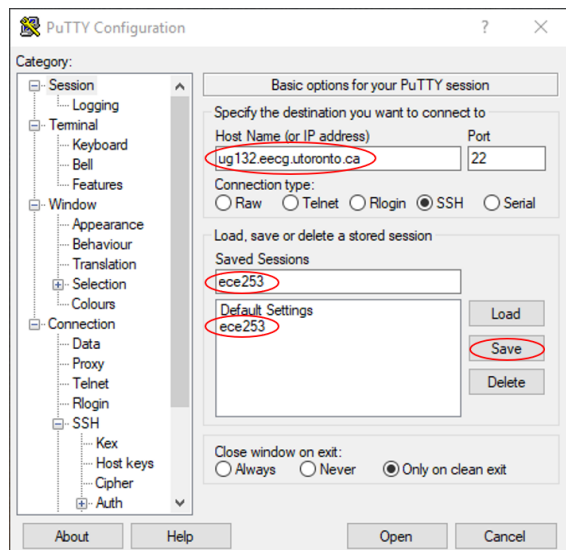 PuTTY Configuration
?
Category:
Session
Logging
Terminal
Keyboard
Bell
Features
Window
Appearance
Behaviour
Translation
Selection
Colours
Connection
Data
Proxy
Telnet
Rlogin
SSH
Kex
Host keys
Cipher
Auth
Basic options for your PuTTY session
Specify the destination you want to connect to
Host Name (or IP address) Port
ug132.eecg.utoronto.ca 22
Connection type:
Raw Telnet Rlogin SSH Serial
Load, save or delete a stored session
Saved Sessions
ece253
Default Settings
ece253
Load
Save
Delete
Close window on exit:
Always Never Only on clean exit
About Help Open Cancel